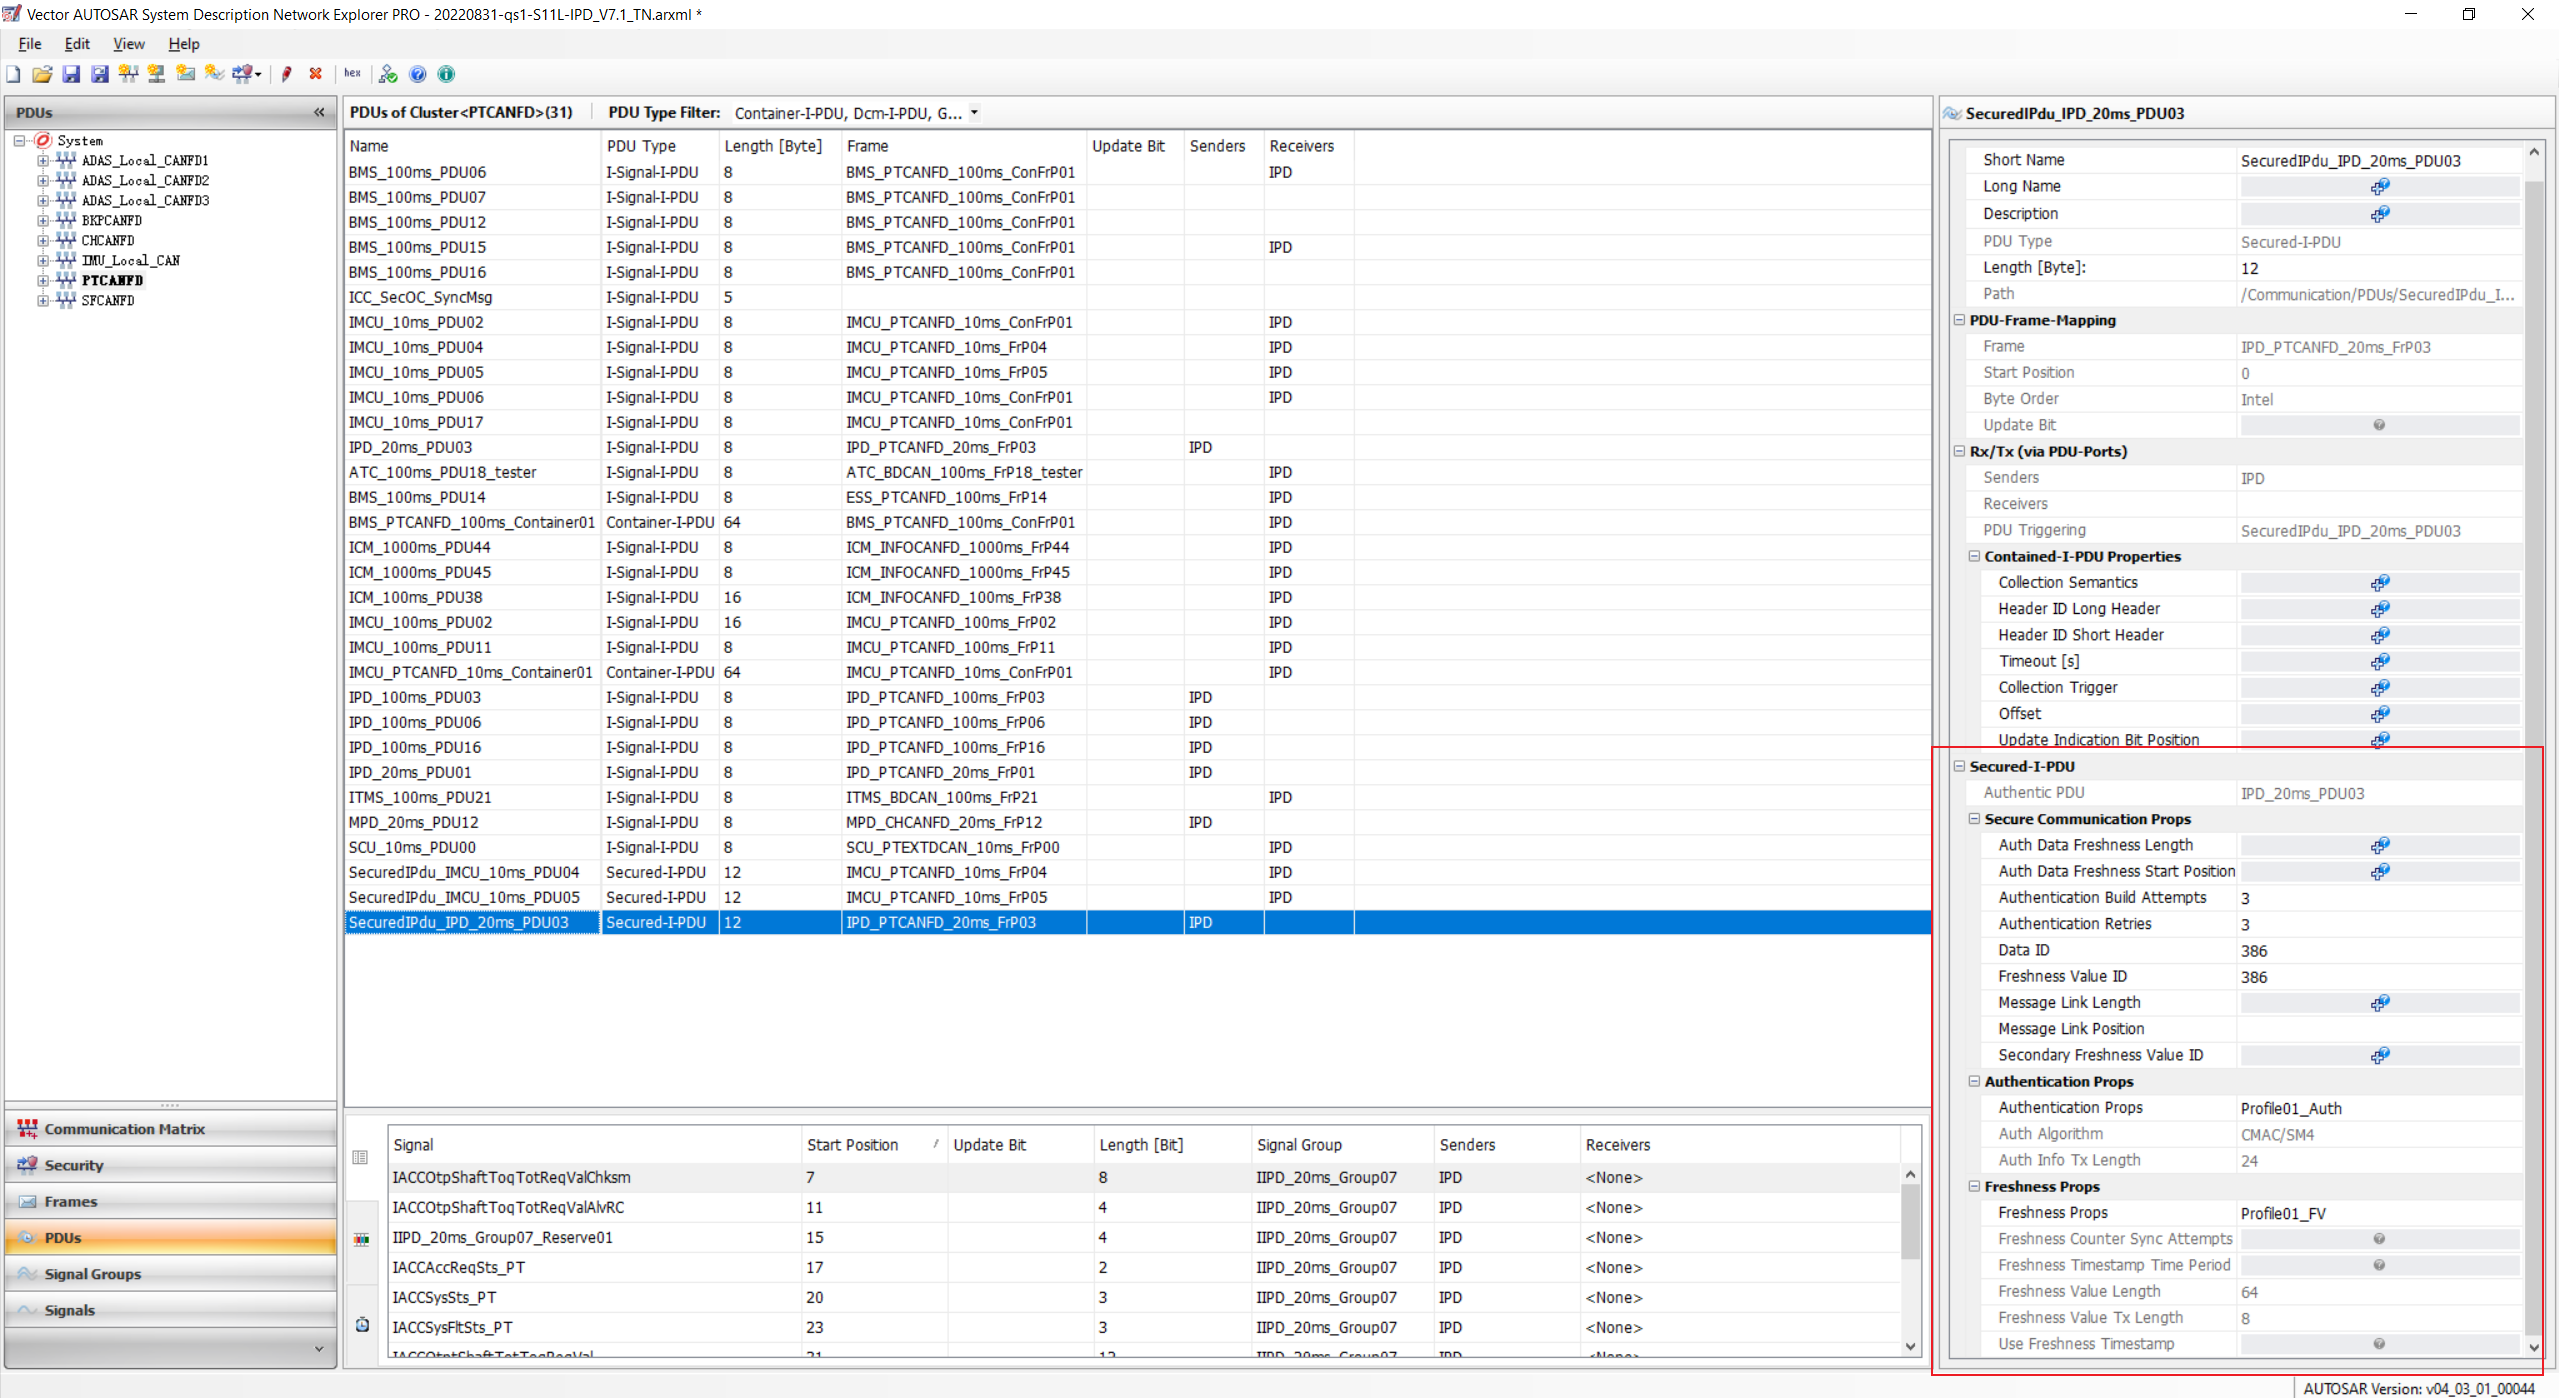 Vector AUTOSAR System Description Network Explorer PRO - 20220831-qs1-S11L-IPD_V7.1_TN.arxml *
File Edit View Help
hex
PDUs
System
ADAS_Local_CANFD1
ADAS_Local_CANFD2
ADAS_Local_CANFD3
BKPCANFD
CHCANFD
IMU_Local_CAN
PTCANFD
SFCANFD
Communication Matrix
Security
Frames
PDUs
Signal Groups
Signals
PDUs of Cluster<PTCANFD>(31) PDU Type Filter: Container-I-PDU, Dcm-I-PDU, G...
Name PDU Type Length [Byte] Frame Update Bit Senders Receivers
BMS_100ms_PDU06 I-Signal-I-PDU 8 BMS_PTCANFD_100ms_ConFrP01 IPD
BMS_100ms_PDU07 I-Signal-I-PDU 8 BMS_PTCANFD_100ms_ConFrP01
BMS_100ms_PDU12 I-Signal-I-PDU 8 BMS_PTCANFD_100ms_ConFrP01
BMS_100ms_PDU15 I-Signal-I-PDU 8 BMS_PTCANFD_100ms_ConFrP01 IPD
BMS_100ms_PDU16 I-Signal-I-PDU 8 BMS_PTCANFD_100ms_ConFrP01
ICC_SecOC_SyncMsg I-Signal-I-PDU 5
IMCU_10ms_PDU02 I-Signal-I-PDU 8 IMCU_PTCANFD_10ms_ConFrP01 IPD
IMCU_10ms_PDU04 I-Signal-I-PDU 8 IMCU_PTCANFD_10ms_FrP04 IPD
IMCU_10ms_PDU05 I-Signal-I-PDU 8 IMCU_PTCANFD_10ms_FrP05 IPD
IMCU_10ms_PDU06 I-Signal-I-PDU 8 IMCU_PTCANFD_10ms_ConFrP01 IPD
IMCU_10ms_PDU17 I-Signal-I-PDU 8 IMCU_PTCANFD_10ms_ConFrP01
IPD_20ms_PDU03 I-Signal-I-PDU 8 IPD_PTCANFD_20ms_FrP03 IPD
ATC_100ms_PDU18_tester I-Signal-I-PDU 8 ATC_BDCAN_100ms_FrP18_tester IPD
BMS_100ms_PDU14 I-Signal-I-PDU 8 ESS_PTCANFD_100ms_FrP14 IPD
BMS_PTCANFD_100ms_Container01 Container-I-PDU 64 BMS_PTCANFD_100ms_ConFrP01 IPD
ICM_1000ms_PDU44 I-Signal-I-PDU 8 ICM_INFOCANFD_1000ms_FrP44 IPD
ICM_1000ms_PDU45 I-Signal-I-PDU 8 ICM_INFOCANFD_1000ms_FrP45 IPD
ICM_100ms_PDU38 I-Signal-I-PDU 16 ICM_INFOCANFD_100ms_FrP38 IPD
IMCU_100ms_PDU02 I-Signal-I-PDU 16 IMCU_PTCANFD_100ms_FrP02 IPD
IMCU_100ms_PDU11 I-Signal-I-PDU 8 IMCU_PTCANFD_100ms_FrP11 IPD
IMCU_PTCANFD_10ms_Container01 Container-I-PDU 64 IMCU_PTCANFD_10ms_ConFrP01 IPD
IPD_100ms_PDU03 I-Signal-I-PDU 8 IPD_PTCANFD_100ms_FrP03 IPD
IPD_100ms_PDU06 I-Signal-I-PDU 8 IPD_PTCANFD_100ms_FrP06 IPD
IPD_100ms_PDU16 I-Signal-I-PDU 8 IPD_PTCANFD_100ms_FrP16 IPD
IPD_20ms_PDU01 I-Signal-I-PDU 8 IPD_PTCANFD_20ms_FrP01 IPD
ITMS_100ms_PDU21 I-Signal-I-PDU 8 ITMS_BDCAN_100ms_FrP21 IPD
MPD_20ms_PDU12 I-Signal-I-PDU 8 MPD_CHCANFD_20ms_FrP12 IPD
SCU_10ms_PDU00 I-Signal-I-PDU 8 SCU_PTEXTDCAN_10ms_FrP00 IPD
SecuredIPdu_IMCU_10ms_PDU04 Secured-I-PDU 12 IMCU_PTCANFD_10ms_FrP04 IPD
SecuredIPdu_IMCU_10ms_PDU05 Secured-I-PDU 12 IMCU_PTCANFD_10ms_FrP05 IPD
SecuredIPdu_IPD_20ms_PDU03 Secured-I-PDU 12 IPD_PTCANFD_20ms_FrP03 IPD
Signal Start Position Update Bit Length [Bit] Signal Group Senders Receivers
IACCOtpShaftToqTotReqValChksm 7 8 IIPD_20ms_Group07 IPD <None>
IACCOtpShaftToqTotReqValAlvRC 11 4 IIPD_20ms_Group07 IPD <None>
IIPD_20ms_Group07_Reserve01 15 4 IIPD_20ms_Group07 IPD <None>
IACCAccReqSts_PT 17 2 IIPD_20ms_Group07 IPD <None>
IACCSysSts_PT 20 3 IIPD_20ms_Group07 IPD <None>
IACCSysFltSts_PT 23 3 IIPD_20ms_Group07 IPD <None>
SecuredIPdu_IPD_20ms_PDU03
Short Name SecuredIPdu_IPD_20ms_PDU03
Long Name
Description
PDU Type Secured-I-PDU
Length [Byte]: 12
Path /Communication/PDUs/SecuredIPdu_I...
PDU-Frame-Mapping
Frame IPD_PTCANFD_20ms_FrP03
Start Position 0
Byte Order Intel
Update Bit
Rx/Tx (via PDU-Ports)
Senders IPD
Receivers
PDU Triggering SecuredIPdu_IPD_20ms_PDU03
Contained-I-PDU Properties
Collection Semantics
Header ID Long Header
Header ID Short Header
Timeout [s]
Collection Trigger
Offset
Update Indication Bit Position
Secured-I-PDU
Authentic PDU IPD_20ms_PDU03
Secure Communication Props
Auth Data Freshness Length
Auth Data Freshness Start Position
Authentication Build Attempts 3
Authentication Retries 3
Data ID 386
Freshness Value ID 386
Message Link Length
Message Link Position
Secondary Freshness Value ID
Authentication Props
Authentication Props Profile01_Auth
Auth Algorithm CMAC/SM4
Auth Info Tx Length 24
Freshness Props
Freshness Props Profile01_FV
Freshness Counter Sync Attempts
Freshness Timestamp Time Period
Freshness Value Length 64
Freshness Value Tx Length 8
Use Freshness Timestamp
AUTOSAR Version: v04_03_01_00044